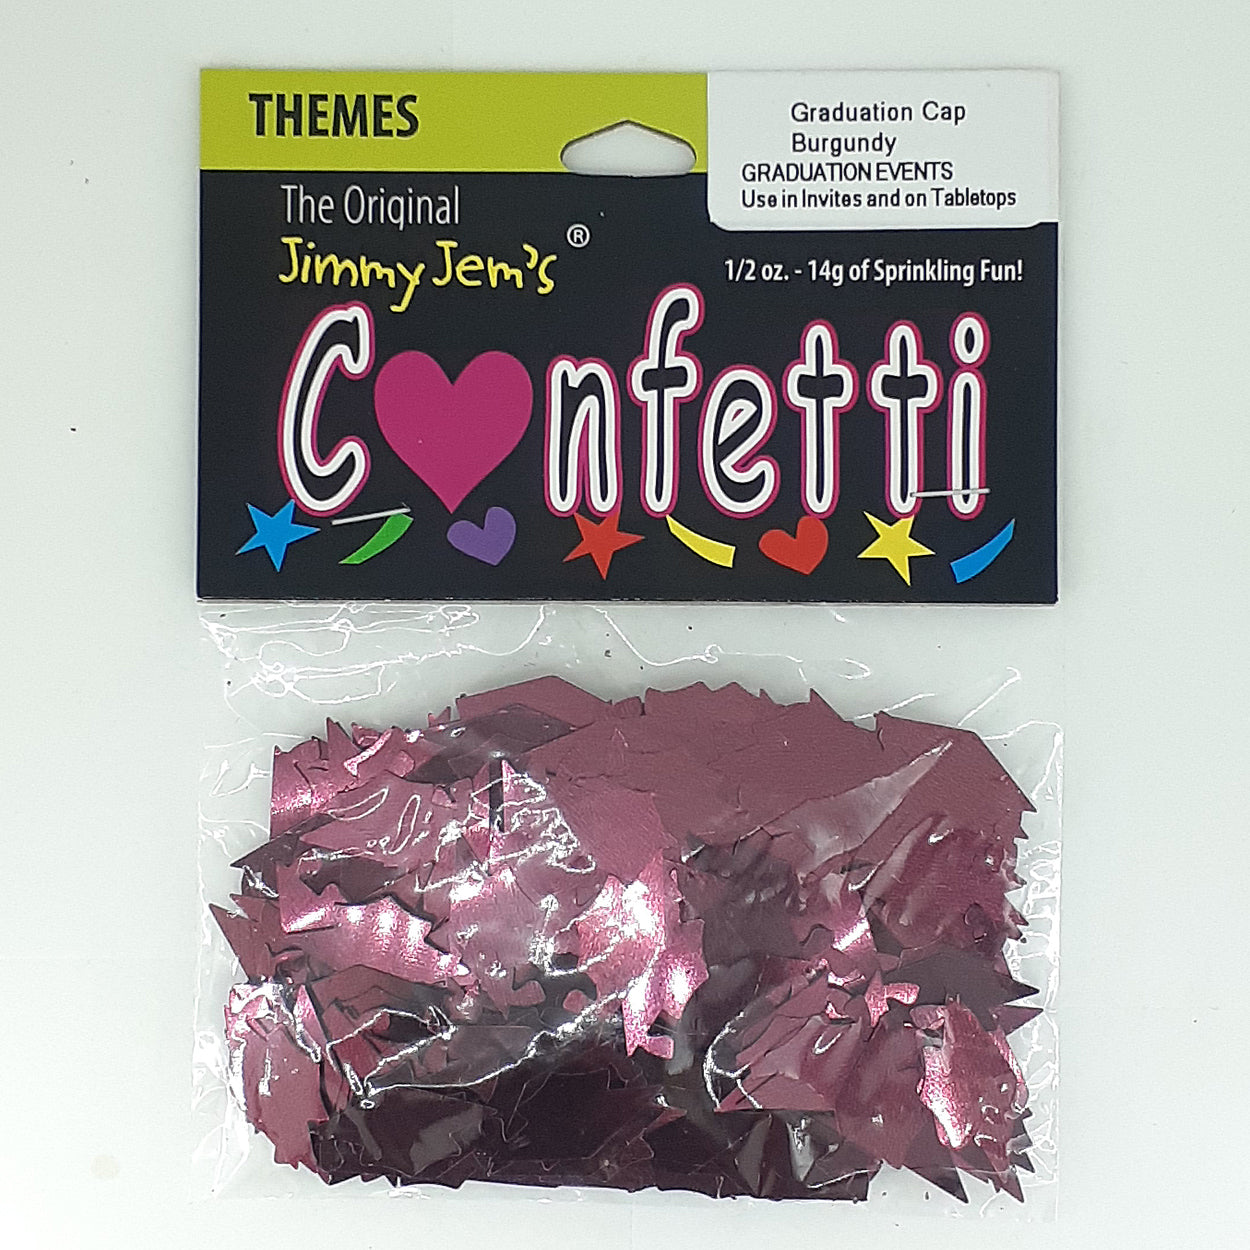 THEMES
Graduation Cap
Burgundy
GRADUATION EVENTS
Use in Invites and on Tabletops
The Original
Jimmy Jem's ®
1/2 oz. - 14g of Sprinkling Fun!
C♥nfetti